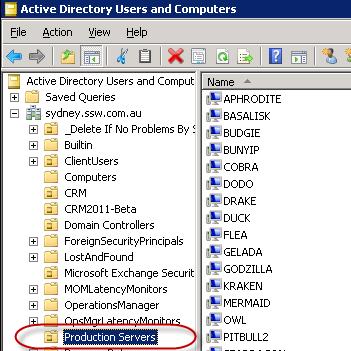 Active Directory Users and Computers
File Action View Help
Active Directory Users and Comput
Saved Queries
sydney.ssw.com.au
_Delete If No Problems By S
Builtin
ClientUsers
Computers
CRM
CRM2011-Beta
Domain Controllers
ForeignSecurityPrincipals
LostAndFound
Microsoft Exchange Securit
MOMLatencyMonitors
OperationsManager
OpsMgrLatencyMonitors
Production Servers
Name
APHRODITE
BASALISK
BUDGIE
BUNYIP
COBRA
DODO
DRAKE
DUCK
FLEA
GELADA
GODZILLA
KRAKEN
MERMAID
OWL
PITBULL2